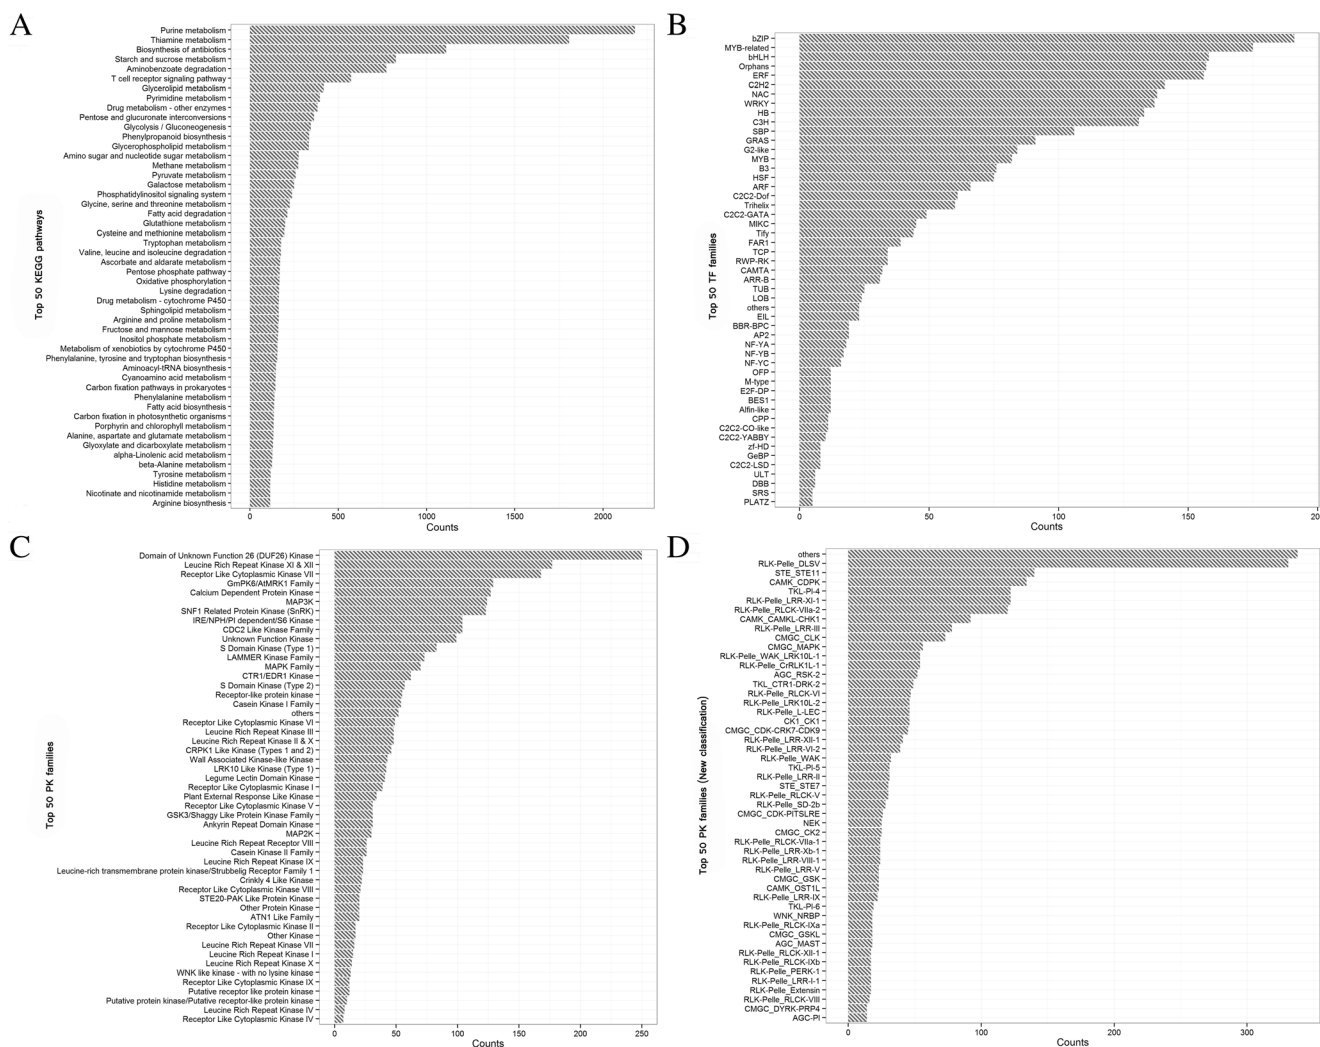 A
Purine metabolism
Thiamine metabolism
Biosynthesis of antibiotics
Starch and sucrose metabolism
Aminobenzoate degradation
T cell receptor signaling pathway
Glycerolipid metabolism
Pyrimidine metabolism
Drug metabolism - other enzymes
Pentose and glucuronate interconversions
Glycolysis / Gluconeogenesis
Phenylpropanoid biosynthesis
Glycerophospholipid metabolism
Amino sugar and nucleotide sugar metabolism
Methane metabolism
Pyruvate metabolism
Galactose metabolism
Phosphatidylinositol signaling system
Glycine, serine and threonine metabolism
Fatty acid degradation
Glutathione metabolism
Cysteine and methionine metabolism
Tryptophan metabolism
Valine, leucine and isoleucine degradation
Ascorbate and aldarate metabolism
Pentose phosphate pathway
Oxidative phosphorylation
Lysine degradation
Drug metabolism - cytochrome P450
Sphingolipid metabolism
Arginine and proline metabolism
Fructose and mannose metabolism
Inositol phosphate metabolism
Metabolism of xenobiotics by cytochrome P450
Phenylalanine, tyrosine and tryptophan biosynthesis
Aminoacyl-tRNA biosynthesis
Cyanoamino acid metabolism
Carbon fixation pathways in prokaryotes
Phenylalanine metabolism
Fatty acid biosynthesis
Carbon fixation in photosynthetic organisms
Porphyrin and chlorophyll metabolism
Alanine, aspartate and glutamate metabolism
Glyoxylate and dicarboxylate metabolism
alpha-Linolenic acid metabolism
beta-Alanine metabolism
Tyrosine metabolism
Histidine metabolism
Nicotinate and nicotinamide metabolism
Arginine biosynthesis
Top 50 KEGG pathways
0 500 1000 1500 2000
Counts
B
bZIP
MYB-related
bHLH
Orphans
ERF
C2H2
NAC
WRKY
HB
C3H
SBP
GRAS
G2-like
MYB
B3
HSF
ARF
C2C2-Dof
Trihelix
C2C2-GATA
MIKC
Tify
FAR1
TCP
RWP-RK
CAMTA
ARR-B
TUB
LOB
others
EIL
BBR-BPC
AP2
NF-YA
NF-YB
NF-YC
OFP
M-type
E2F-DP
BES1
Alfin-like
CPP
C2C2-CO-like
C2C2-YABBY
zf-HD
GeBP
C2C2-LSD
ULT
DBB
SRS
PLATZ
Top 50 TF families
0 50 100 150 20
Counts
C
Domain of Unknown Function 26 (DUF26) Kinase
Leucine Rich Repeat Kinase XI & XII
Receptor Like Cytoplasmic Kinase VII
GmPK6/AtMRK1 Family
Calcium Dependent Protein Kinase
MAP3K
SNF1 Related Protein Kinase (SnRK)
IRE/NPH/PI dependent/S6 Kinase
CDC2 Like Kinase Family
Unknown Function Kinase
S Domain Kinase (Type 1)
LAMMER Kinase Family
MAPK Family
CTR1/EDR1 Kinase
S Domain Kinase (Type 2)
Receptor-like protein kinase
Casein Kinase I Family
others
Receptor Like Cytoplasmic Kinase VI
Leucine Rich Repeat Kinase III
Leucine Rich Repeat Kinase II & X
CRPK1 Like Kinase (Types 1 and 2)
Wall Associated Kinase-like Kinase
LRK10 Like Kinase (Type 1)
Legume Lectin Domain Kinase
Receptor Like Cytoplasmic Kinase I
Plant External Response Like Kinase
Receptor Like Cytoplasmic Kinase V
GSK3/Shaggy Like Protein Kinase Family
Ankyrin Repeat Domain Kinase
MAP2K
Leucine Rich Repeat Receptor VIII
Casein Kinase II Family
Leucine Rich Repeat Kinase IX
Leucine-rich transmembrane protein kinase/Strubbelig Receptor Family 1
Crinkly 4 Like Kinase
Receptor Like Cytoplasmic Kinase VIII
STE20-PAK Like Protein Kinase
Other Protein Kinase
ATN1 Like Family
Receptor Like Cytoplasmic Kinase II
Other Kinase
Leucine Rich Repeat Kinase VII
Leucine Rich Repeat Kinase I
Leucine Rich Repeat Kinase X
WNK like kinase - with no lysine kinase
Receptor Like Cytoplasmic Kinase IX
Putative receptor like protein kinase
Putative protein kinase/Putative receptor-like protein kinase
Leucine Rich Repeat Kinase IV
Receptor Like Cytoplasmic Kinase IV
Top 50 PK families
0 50 100 150 200 250
Counts
D
others
RLK-Pelle_DLSV
STE_STE11
CAMK_CDPK
TKL-Pl-4
RLK-Pelle_LRR-XI-1
RLK-Pelle_RLCK-VIIa-2
CAMK_CAMKL-CHK1
RLK-Pelle_LRR-III
CMGC_CLK
CMGC_MAPK
RLK-Pelle_WAK_LRK10L-1
RLK-Pelle_CrRLK1L-1
AGC_RSK-2
TKL_CTR1-DRK-2
RLK-Pelle_RLCK-VI
RLK-Pelle_LRK10L-2
RLK-Pelle_L-LEC
CK1_CK1
CMGC_CDK-CRK7-CDK9
RLK-Pelle_LRR-XII-1
RLK-Pelle_LRR-VI-2
RLK-Pelle_WAK
TKL-Pl-5
RLK-Pelle_LRR-II
STE_STE7
RLK-Pelle_RLCK-V
RLK-Pelle_SD-2b
CMGC_CDK-PITSLRE
NEK
CMGC_CK2
RLK-Pelle_RLCK-VIIa-1
RLK-Pelle_LRR-Xb-1
RLK-Pelle_LRR-VIII-1
RLK-Pelle_LRR-V
CMGC_GSK
CAMK_OST1L
RLK-Pelle_LRR-IX
TKL-Pl-6
WNK_NRBP
RLK-Pelle_RLCK-IXa
CMGC_GSKL
AGC_MAST
RLK-Pelle_RLCK-XII-1
RLK-Pelle_RLCK-IXb
RLK-Pelle_PERK-1
RLK-Pelle_LRR-I-1
RLK-Pelle_Extensin
RLK-Pelle_RLCK-VIII
CMGC_DYRK-PRP4
AGC-Pl
Top 50 PK families (New classification)
0 100 200 300
Counts